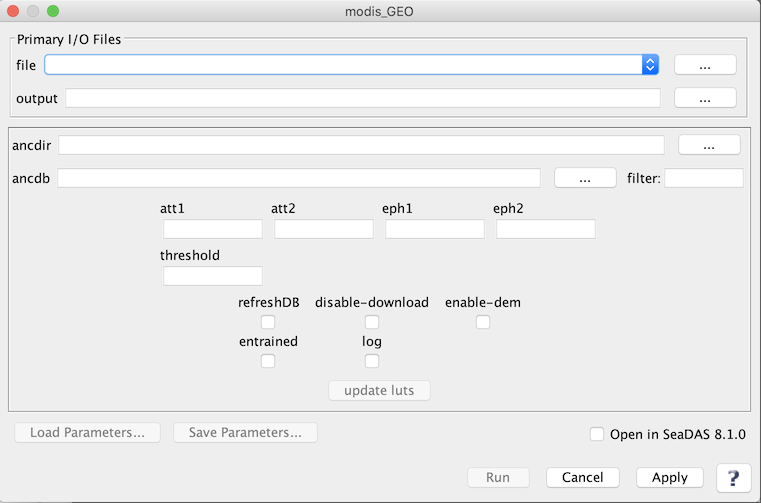 modis_GEO
Primary I/O Files
file ...
output ...
ancdir ...
ancdb ... filter:
att1 att2 eph1 eph2
threshold
refreshDB disable-download enable-dem
entrained log
update luts
Load Parameters... Save Parameters... Open in SeaDAS 8.1.0
Run Cancel Apply ?